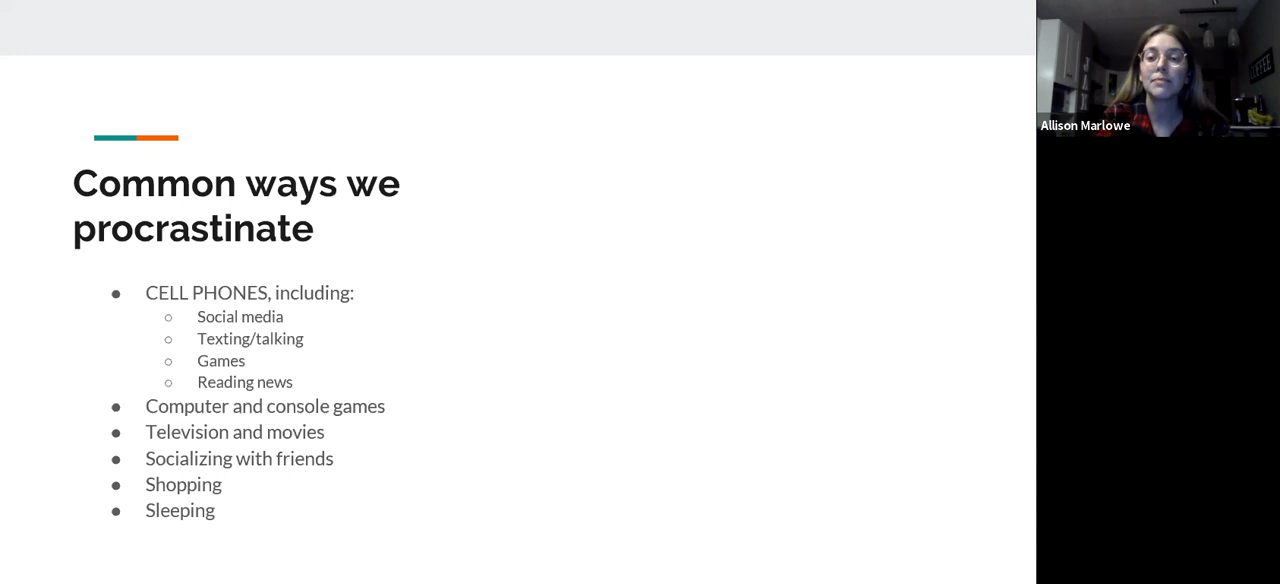 Common ways we
procrastinate
● CELL PHONES, including:
○ Social media
○ Texting/talking
○ Games
○ Reading news
● Computer and console games
● Television and movies
● Socializing with friends
● Shopping
● Sleeping
COFFEE
Allison Marlowe